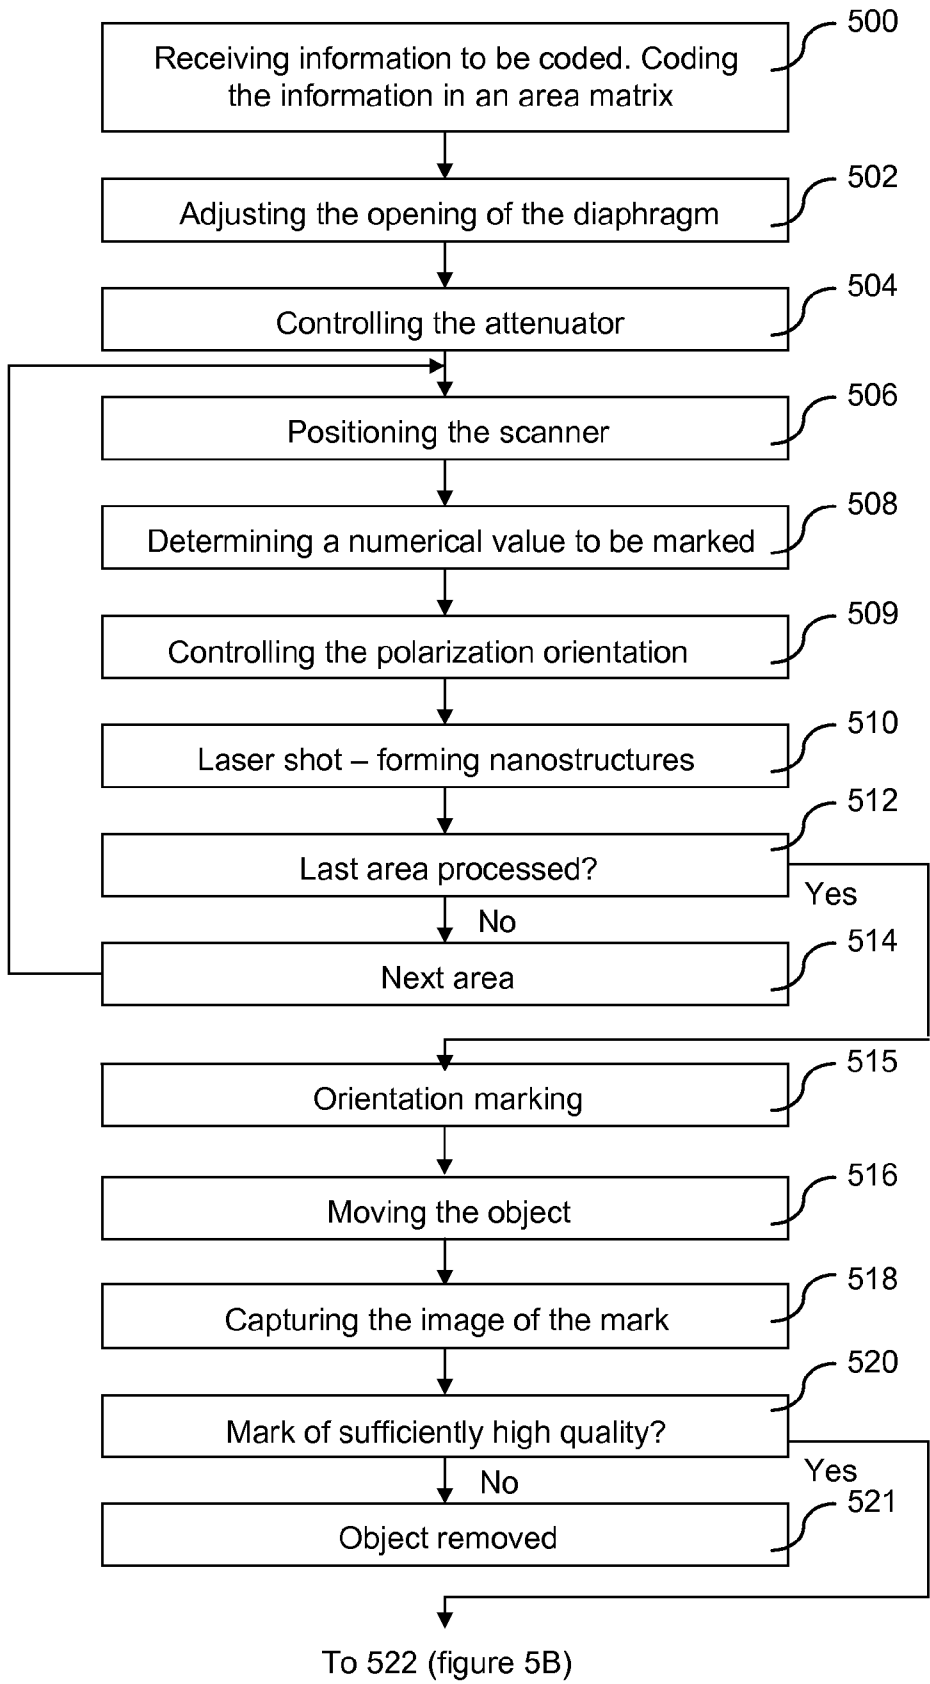 500
Receiving information to be coded. Coding
the information in an area matrix
502
Adjusting the opening of the diaphragm
504
Controlling the attenuator
506
Positioning the scanner
508
Determining a numerical value to be marked
509
Controlling the polarization orientation
510
Laser shot – forming nanostructures
512
Last area processed?
Yes
No
514
Next area
515
Orientation marking
516
Moving the object
518
Capturing the image of the mark
520
Mark of sufficiently high quality?
Yes
No
521
Object removed
To 522 (figure 5B)